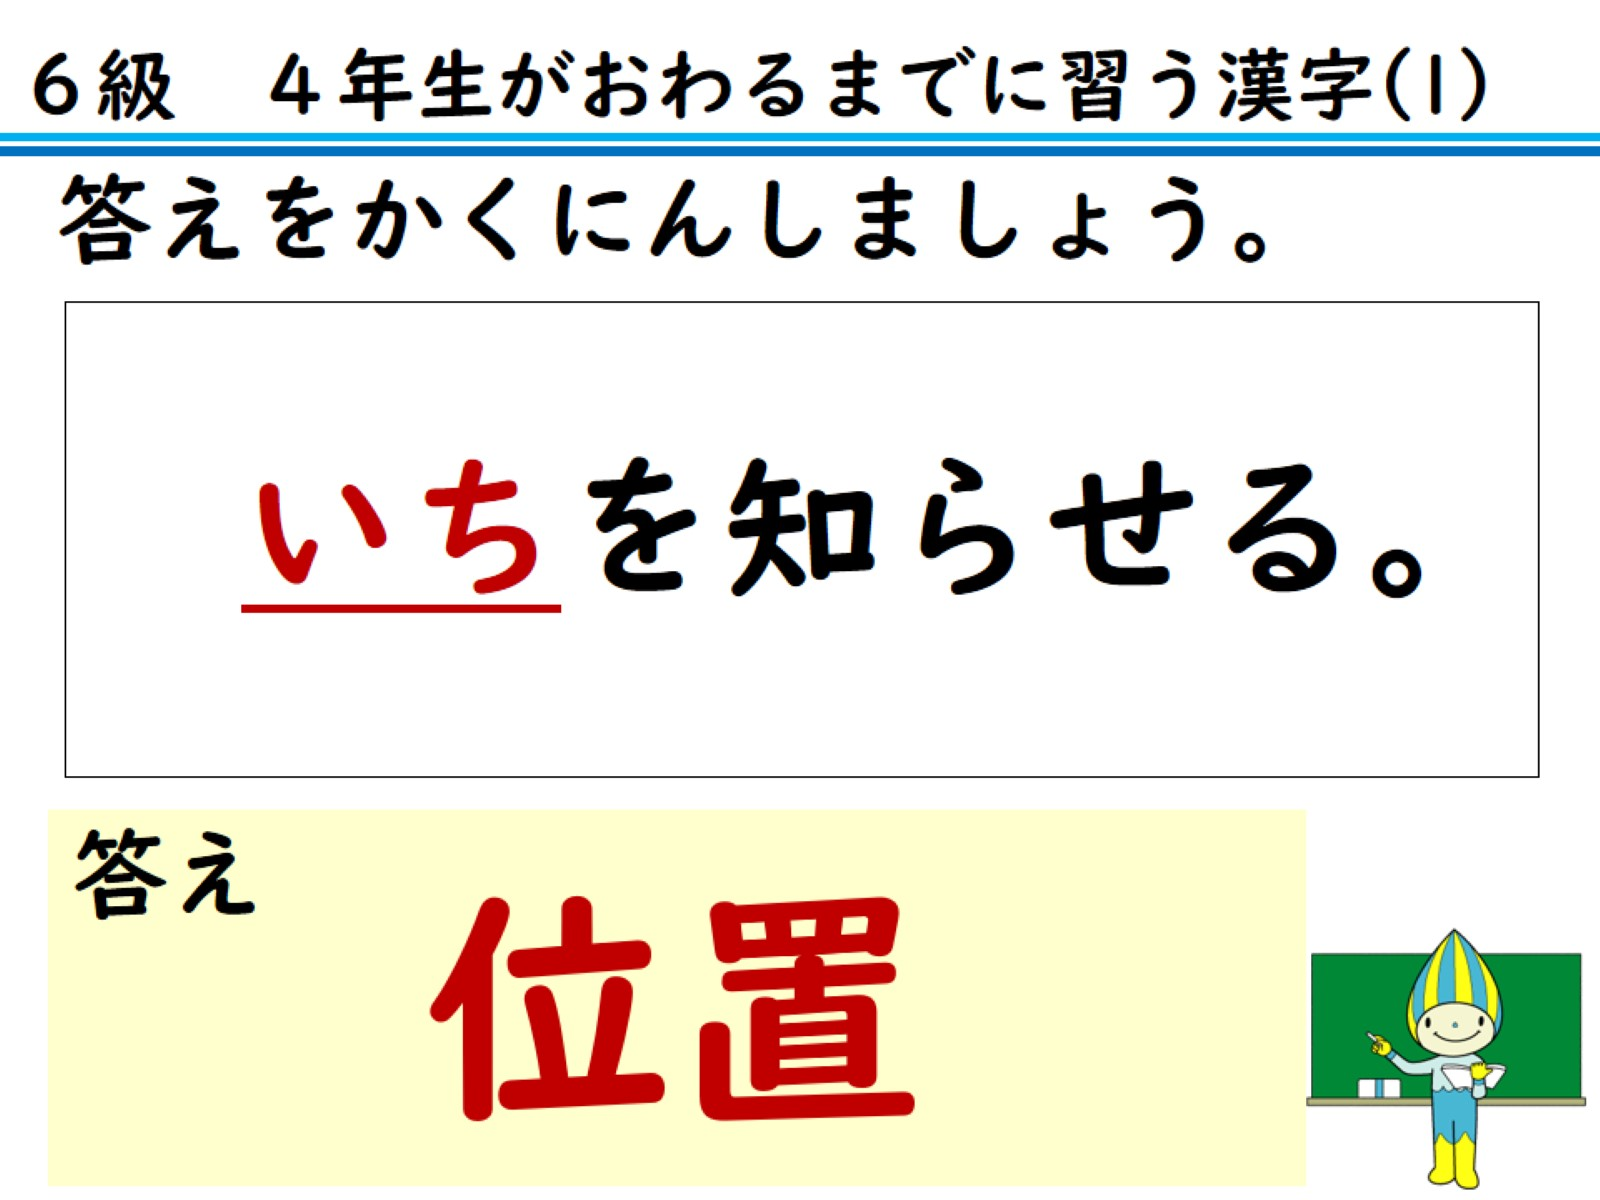 ６級　４年生がおわるまでに習う漢字(1)
答えをかくにんしましょう。
いちを知らせる。
答え
位置